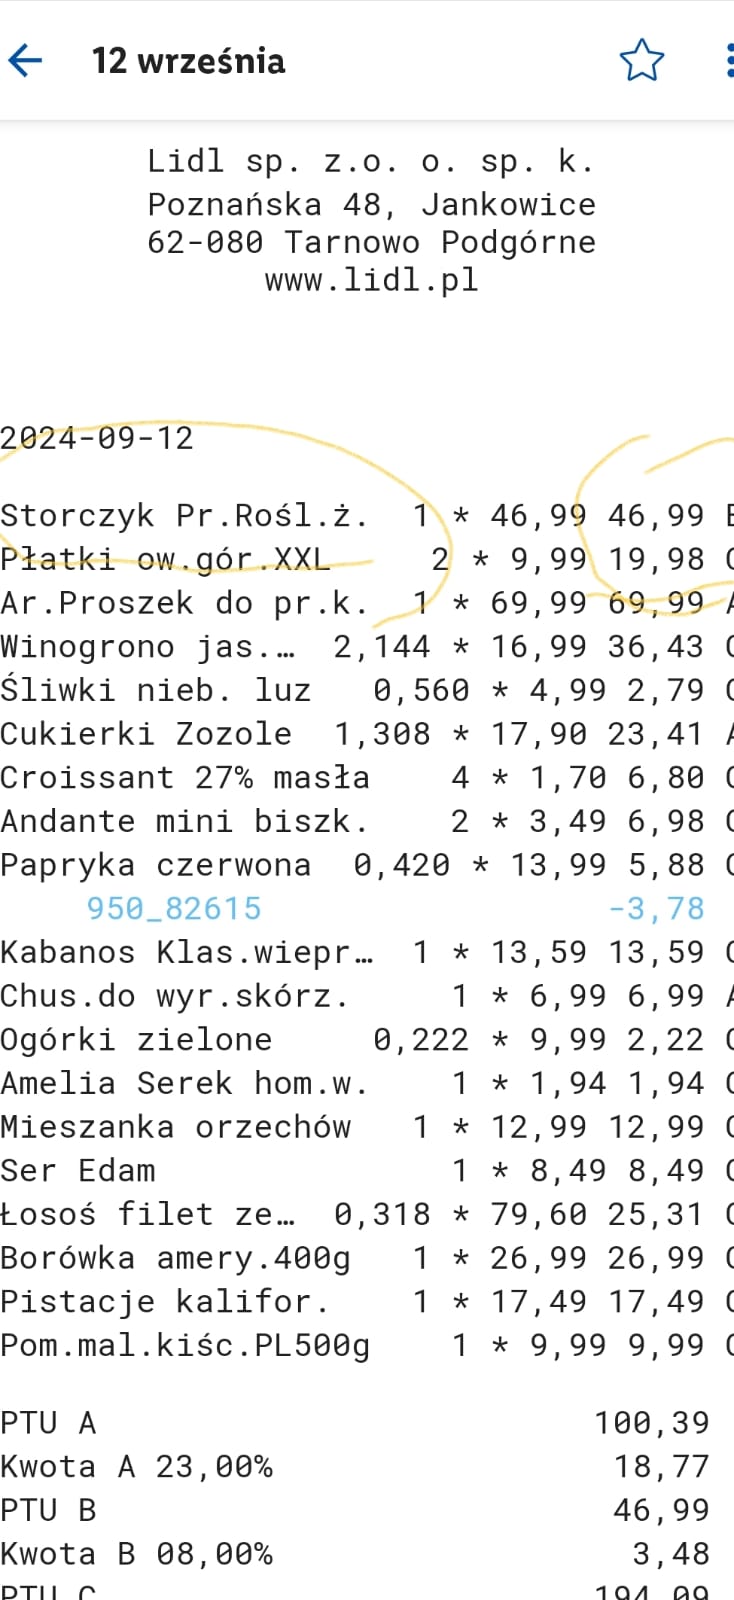 12 września
Lidl sp. z.o. o. sp. k.
Poznańska 48, Jankowice
62-080 Tarnowo Podgórne
www.lidl.pl
2024-09-12
Storczyk Pr.Rośl.ż. 1 * 46,99 46,99
Płatki ow.gór.XXL 2 * 9,99 19,98
Ar.Proszek do pr.k. 1 * 69,99 69,99
Winogrono jas.… 2,144 * 16,99 36,43
Śliwki nieb. luz 0,560 * 4,99 2,79
Cukierki Zozole 1,308 * 17,90 23,41
Croissant 27% masła 4 * 1,70 6,80
Andante mini biszk. 2 * 3,49 6,98
Papryka czerwona 0,420 * 13,99 5,88
950_82615 -3,78
Kabanos Klas.wiepr… 1 * 13,59 13,59
Chus.do wyr.skórz. 1 * 6,99 6,99
Ogórki zielone 0,222 * 9,99 2,22
Amelia Serek hom.w. 1 * 1,94 1,94
Mieszanka orzechów 1 * 12,99 12,99
Ser Edam 1 * 8,49 8,49
Łosoś filet ze… 0,318 * 79,60 25,31
Borówka amery.400g 1 * 26,99 26,99
Pistacje kalifor. 1 * 17,49 17,49
Pom.mal.kiśc.PL500g 1 * 9,99 9,99
PTU A 100,39
Kwota A 23,00% 18,77
PTU B 46,99
Kwota B 08,00% 3,48
PTU C 194,09